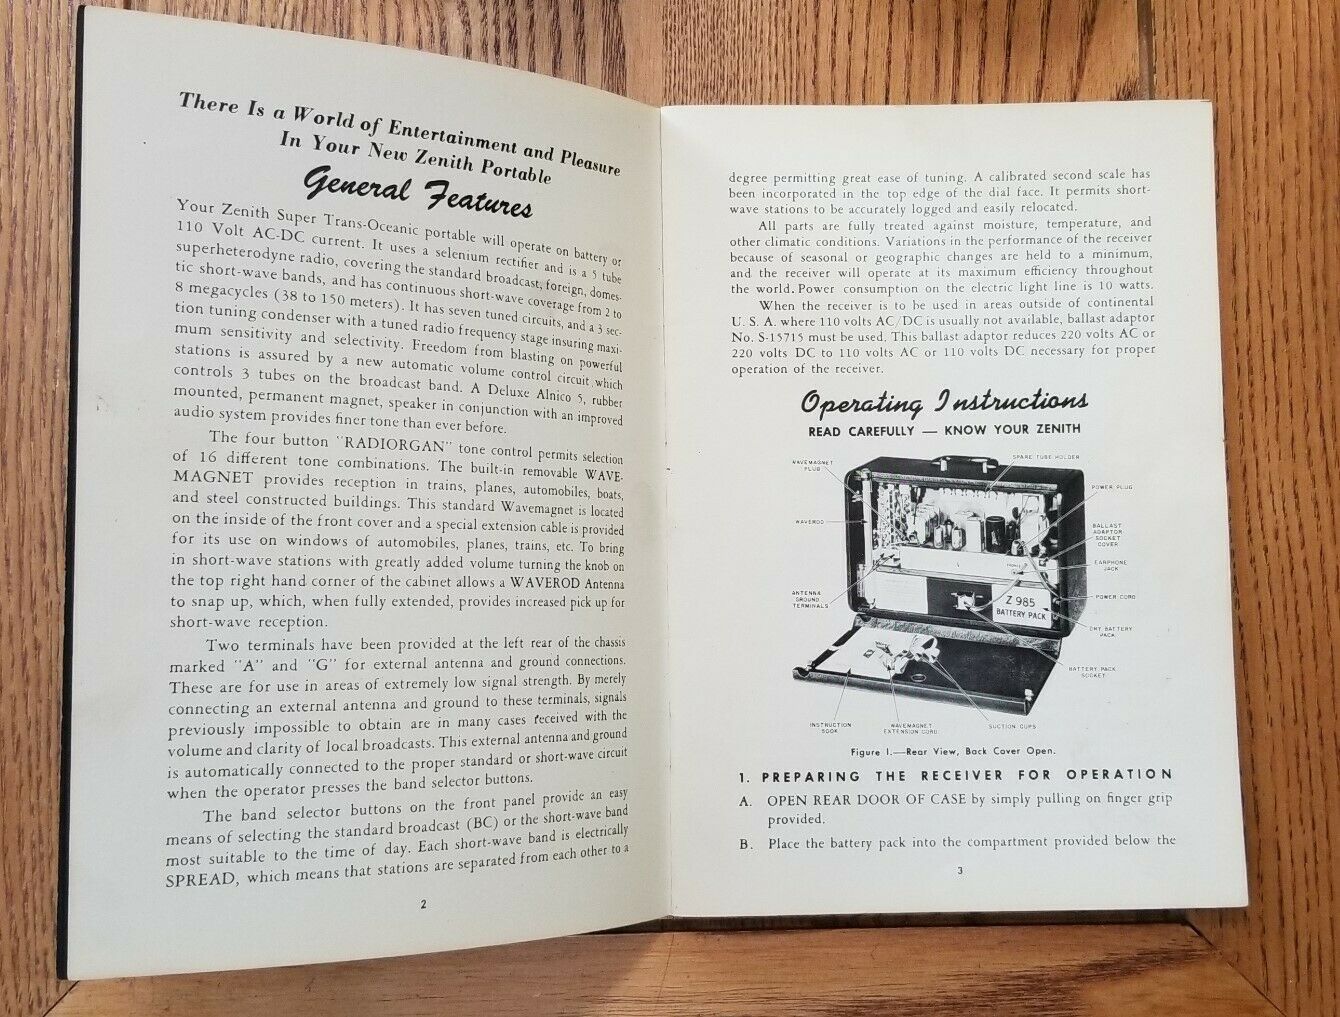 There Is a World of Entertainment and Pleasure
In Your New Zenith Portable
General Features
Your Zenith Super Trans-Oceanic portable will operate on battery or
110 Volt AC-DC current. It uses a selenium rectifier and is a 5 tube
superheterodyne radio, covering the standard broadcast, foreign, domes-
tic short-wave bands, and has continuous short-wave coverage from 2 to
8 megacycles (38 to 150 meters). It has seven tuned circuits, and a 3 sec-
tion tuning condenser with a tuned radio frequency stage insuring maxi-
mum sensitivity and selectivity. Freedom from blasting on powerful
stations is assured by a new automatic volume control circuit which
controls 3 tubes on the broadcast band. A Deluxe Alnico 5, rubber
mounted, permanent magnet, speaker in conjunction with an improved
audio system provides finer tone than ever before.
The four button "RADIORGAN" tone control permits selection
of 16 different tone combinations. The built-in removable WAVE-
MAGNET provides reception in trains, planes, automobiles, boats,
and steel constructed buildings. This standard Wavemagnet is located
on the inside of the front cover and a special extension cable is provided
for its use on windows of automobiles, planes, trains, etc. To bring
in short-wave stations with greatly added volume turning the knob on
the top right hand corner of the cabinet allows a WAVEROD Antenna
to snap up, which, when fully extended, provides increased pick up for
short-wave reception.
Two terminals have been provided at the left rear of the chassis
marked "A" and "G" for external antenna and ground connections.
These are for use in areas of extremely low signal strength. By merely
connecting an external antenna and ground to these terminals, signals
previously impossible to obtain are in many cases received with the
volume and clarity of local broadcasts. This external antenna and ground
is automatically connected to the proper standard or short-wave circuit
when the operator presses the band selector buttons.
The band selector buttons on the front panel provide an easy
means of selecting the standard broadcast (BC) or the short-wave band
most suitable to the time of day. Each short-wave band is electrically
SPREAD, which means that stations are separated from each other to a
2
degree permitting great ease of tuning. A calibrated second scale has
been incorporated in the top edge of the dial face. It permits short-
wave stations to be accurately logged and easily relocated.
All parts are fully treated against moisture, temperature, and
other climatic conditions. Variations in the performance of the receiver
because of seasonal or geographic changes are held to a minimum,
and the receiver will operate at its maximum efficiency throughout
the world. Power consumption on the electric light line is 10 watts.
When the receiver is to be used in areas outside of continental
U. S. A. where 110 volts AC/DC is usually not available, ballast adaptor
No. S-15715 must be used. This ballast adaptor reduces 220 volts AC or
220 volts DC to 110 volts AC or 110 volts DC necessary for proper
operation of the receiver.
Operating Instructions
READ CAREFULLY — KNOW YOUR ZENITH
WAVEMAGNET
PLUG
SPARE TUBE HOLDER
POWER PLUG
WAVEROD
BALLAST
ADAPTOR
SOCKET
COVER
EARPHONE
JACK
ANTENNA
GROUND
TERMINALS
POWER CORD
Z 985
BATTERY PACK
DRY BATTERY
PACK
BATTERY PACK
SOCKET
INSTRUCTION
BOOK
WAVEMAGNET
EXTENSION CORD
SUCTION CUPS
Figure 1.—Rear View, Back Cover Open.
1. PREPARING THE RECEIVER FOR OPERATION
A. OPEN REAR DOOR OF CASE by simply pulling on finger grip
provided.
B. Place the battery pack into the compartment provided below the
3